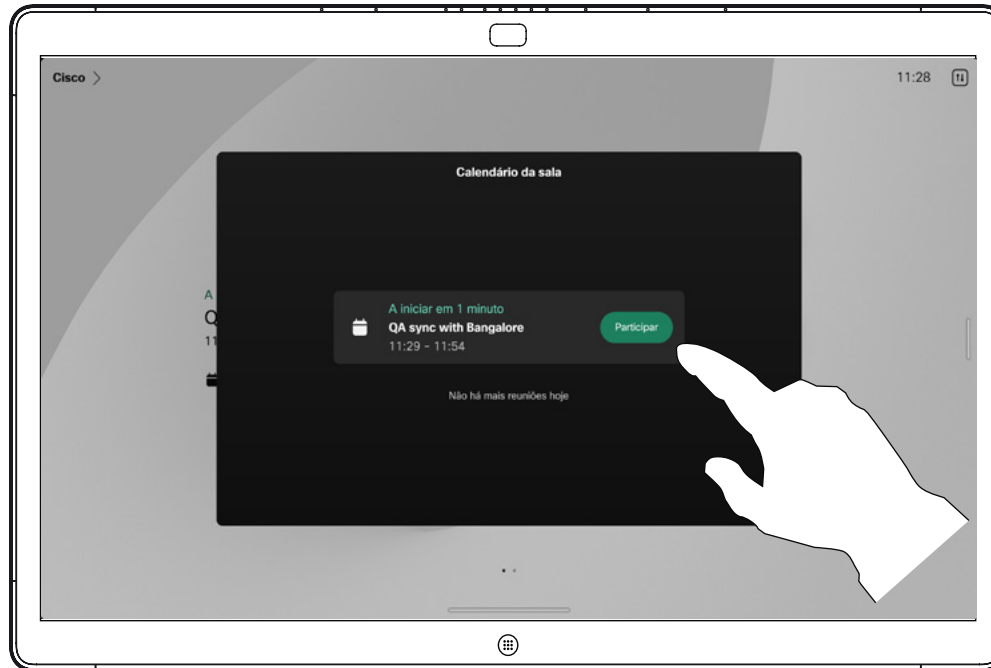 Cisco
11:28
Calendário da sala
A
Q
11
A iniciar em 1 minuto
QA sync with Bangalore
11:29 - 11:54
Participar
Não há mais reuniões hoje